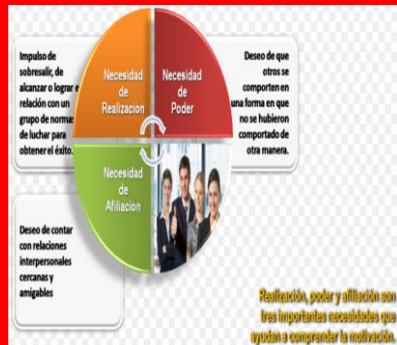 Impulso de
sobresalir, de
alcanzar o lograr e
relación con un
grupo de normas
de luchar para
obtener el éxito.
Necesidad
de
Realización
Necesidad
de
Poder
Deseo de que
otros se
comporten en
una forma en que
no se hubieron
comportado de
otra manera.
Necesidad
de
Afiliación
Deseo de contar
con relaciones
interpersonales
cercanas y
amigables
Realización, poder y afiliación son
tres importantes necesidades que
ayudan a comprender la motivación.